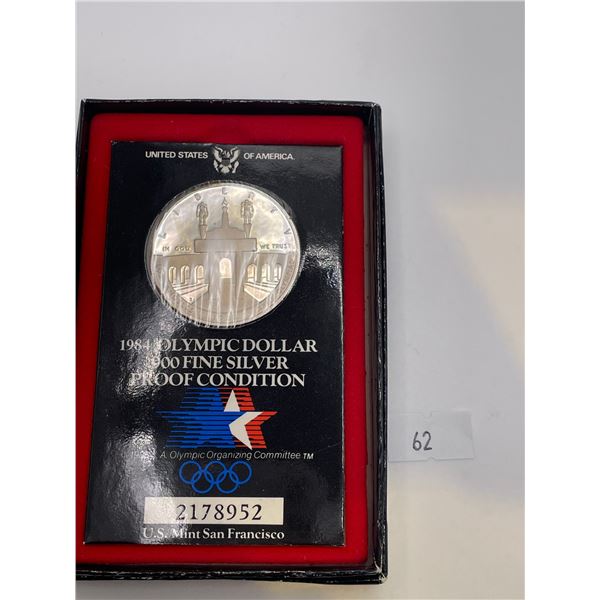 UNITED STATES OF AMERICA.
LIBERTY
IN GOD WE TRUST
1984 OLYMPIC DOLLAR
.900 FINE SILVER
PROOF CONDITION
L.A. Olympic Organizing Committee TM
2178952
U.S. Mint San Francisco
62